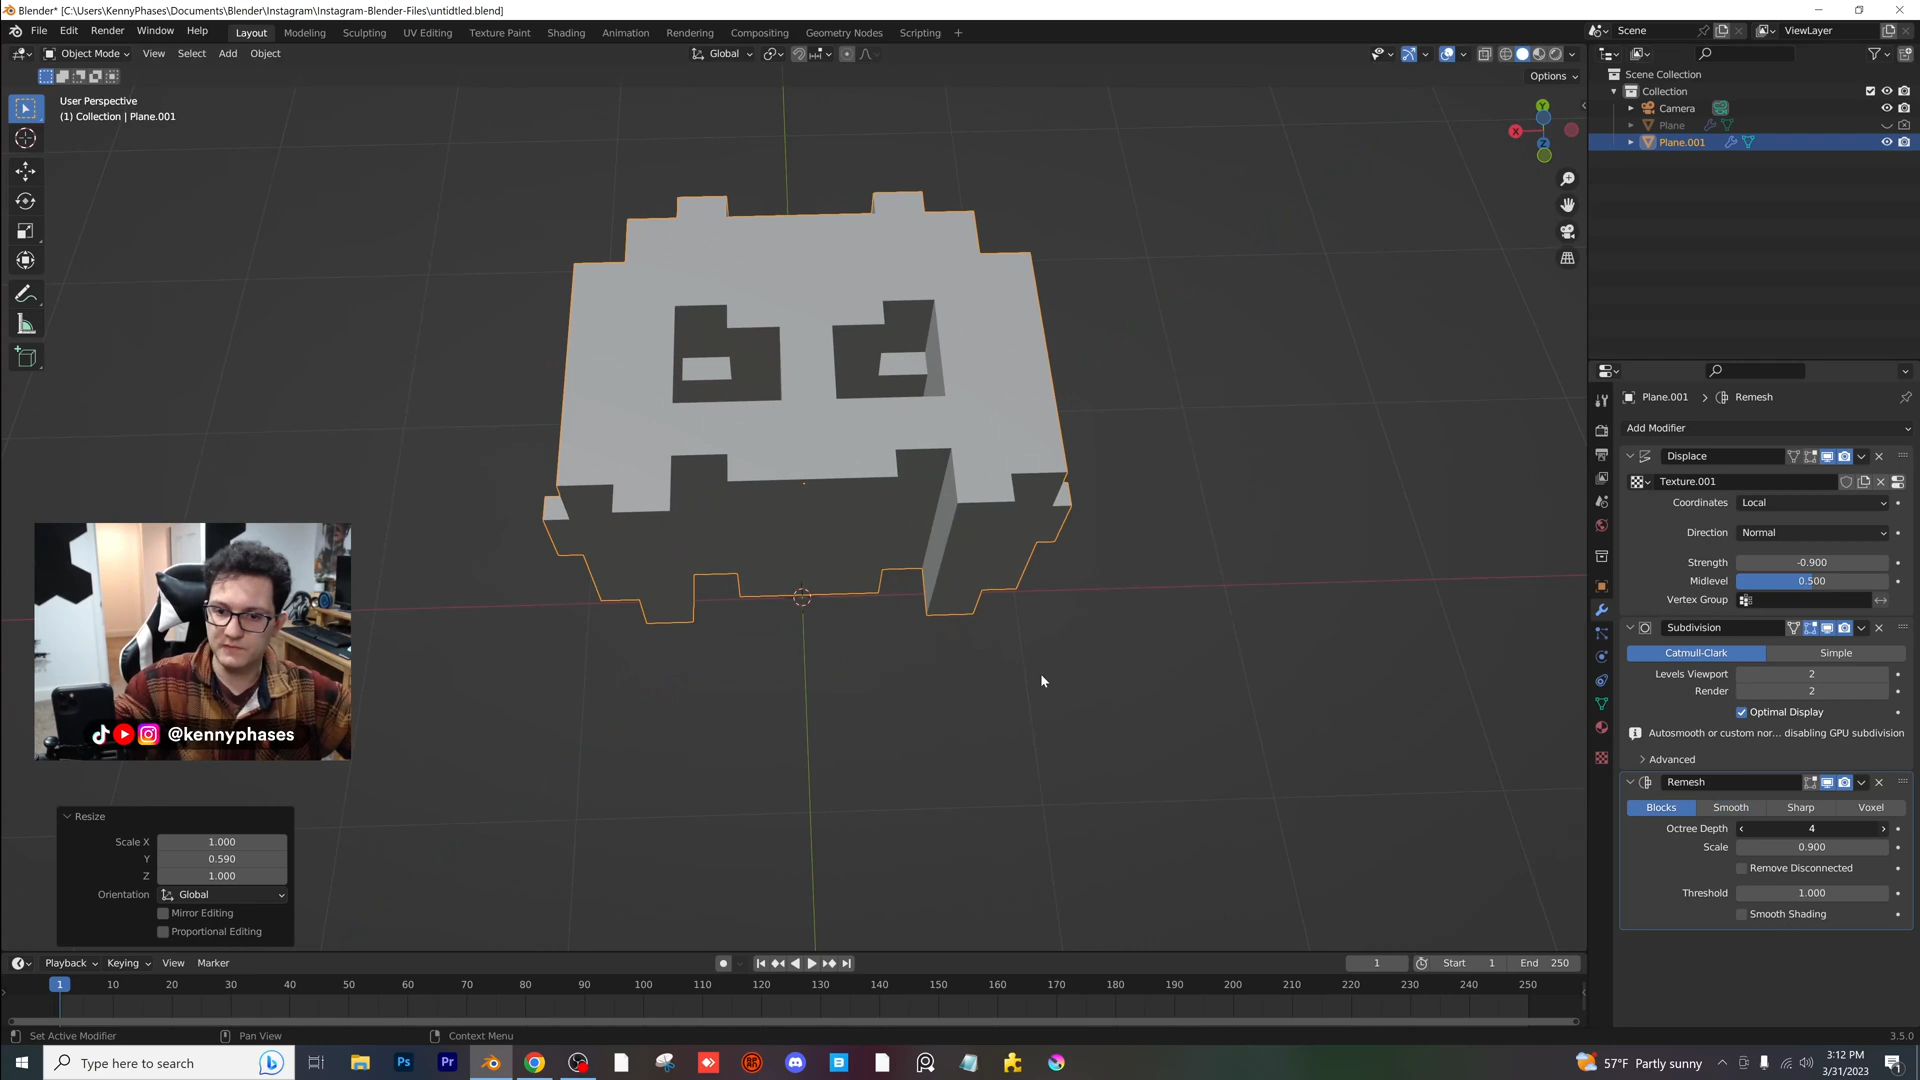 Blender* [C:\Users\KennyPhases\Documents\Blender\Instagram\Instagram-Blender-Files\untidtled.blend]
File Edit Render Window Help Layout Modeling Sculpting UV Editing Texture Paint Shading Animation Rendering Compositing Geometry Nodes Scripting + Scene ViewLayer
Object Mode View Select Add Object Global
Options
User Perspective
(1) Collection | Plane.001
Scene Collection
Collection
Camera
Plane
Plane.001
X
Y
Z
Plane.001 > Remesh
Add Modifier
Displace
Texture.001
Coordinates Local
Direction Normal
Strength -0.900
Midlevel 0.500
Vertex Group
Subdivision
Catmull-Clark Simple
Levels Viewport 2
Render 2
Optimal Display
Autosmooth or custom nor... disabling GPU subdivision
Advanced
Remesh
Blocks Smooth Sharp Voxel
Octree Depth 4
Scale 0.900
Remove Disconnected
Threshold 1.000
Smooth Shading
@kennyphases
Resize
Scale X 1.000
Y 0.590
Z 1.000
Orientation Global
Mirror Editing
Proportional Editing
Playback Keying View Marker 1 Start 1 End 250
1 10 20 30 40 50 60 70 80 90 100 110 120 130 140 150 160 170 180 190 200 210 220 230 240 250
Set Active Modifier Pan View Context Menu 3.5.0
Type here to search Ps Pr 57°F Partly sunny 3:12 PM
3/31/2023